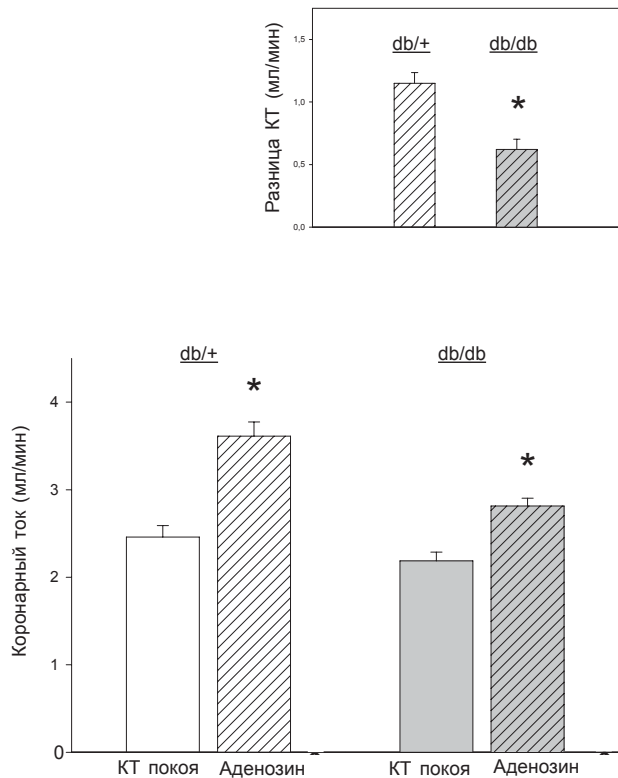 Разница КТ (мл/мин)
1,5
1,0
0,5
0,0
db/+ db/db
*
Коронарный ток (мл/мин)
4
3
2
1
0
db/+ db/db
* *
КТ покоя Аденозин КТ покоя Аденозин